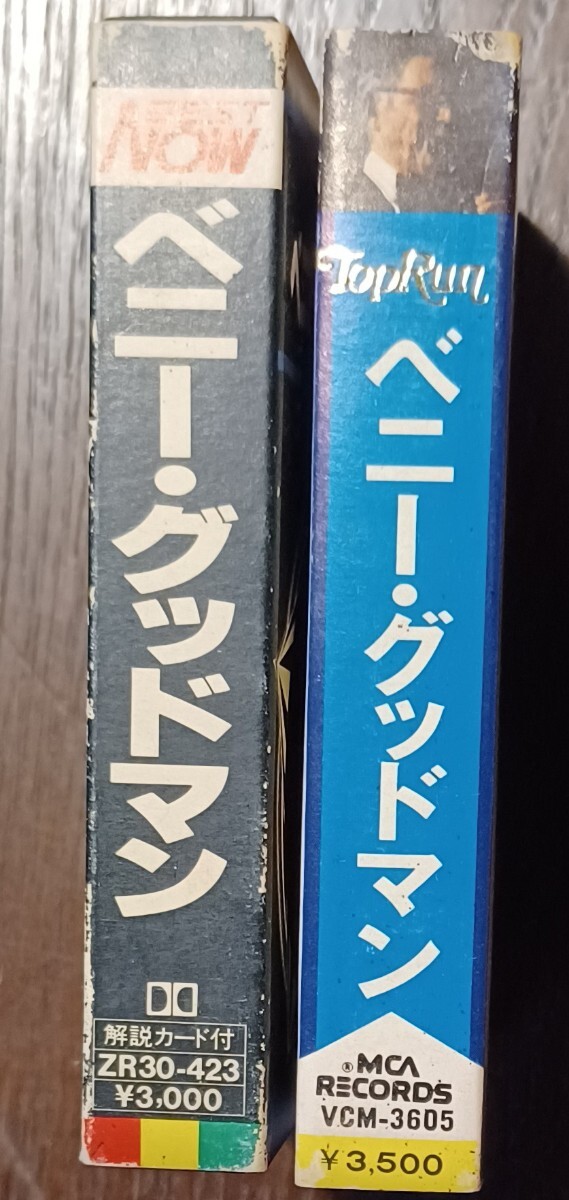 BEST
NOW
ベニー・グッドマン
解説カード付
ZR30-423
¥3,000
TopRun
ベニー・グッドマン
®MCA
RECORDS
VCM-3605
¥3,500